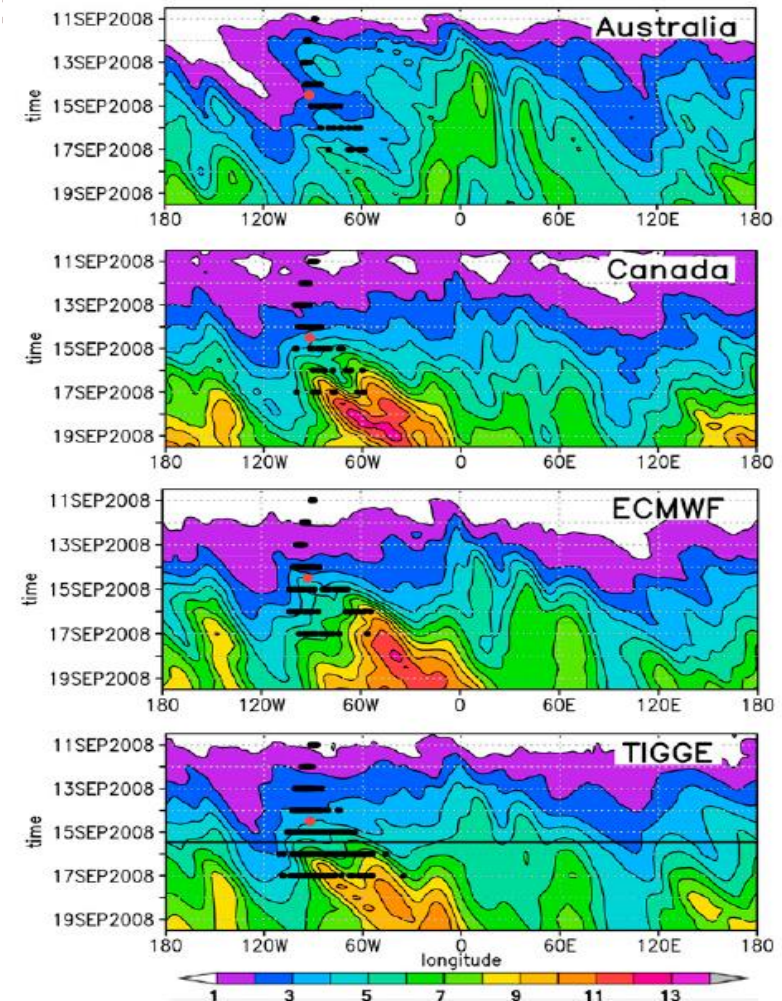 Australia
time
11SEP2008
13SEP2008
15SEP2008
17SEP2008
19SEP2008
180 120W 60W 0 60E 120E 180
Canada
time
11SEP2008
13SEP2008
15SEP2008
17SEP2008
19SEP2008
180 120W 60W 0 60E 120E 180
ECMWF
time
11SEP2008
13SEP2008
15SEP2008
17SEP2008
19SEP2008
180 120W 60W 0 60E 120E 180
TIGGE
time
11SEP2008
13SEP2008
15SEP2008
17SEP2008
19SEP2008
180 120W 60W 0 60E 120E 180
longitude
1 3 5 7 9 11 13